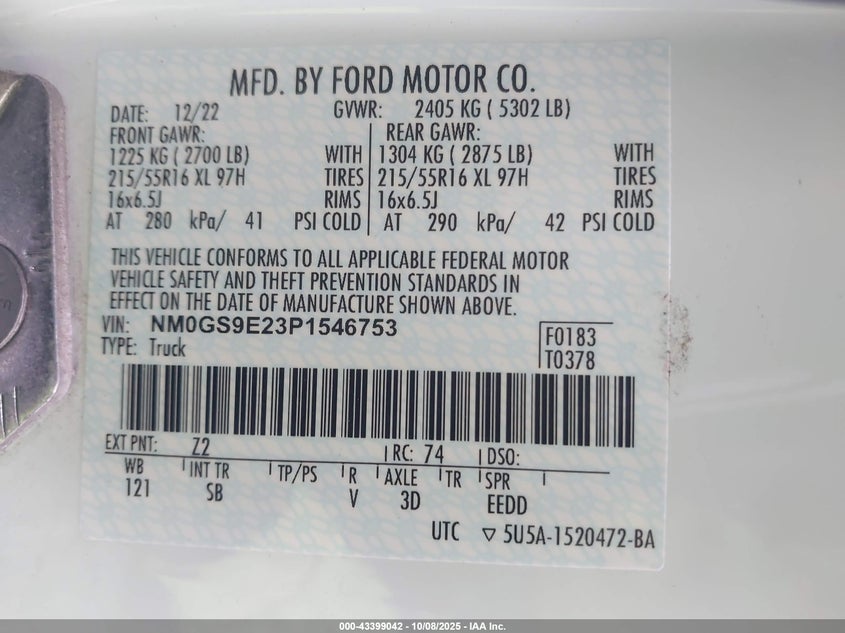 MFD. BY FORD MOTOR CO.
DATE: 12/22 GVWR: 2405 KG ( 5302 LB)
FRONT GAWR: REAR GAWR:
1225 KG ( 2700 LB) WITH 1304 KG ( 2875 LB) WITH
215/55R16 XL 97H TIRES 215/55R16 XL 97H TIRES
16x6.5J RIMS 16x6.5J RIMS
AT 280 kPa/ 41 PSI COLD AT 290 kPa/ 42 PSI COLD
THIS VEHICLE CONFORMS TO ALL APPLICABLE FEDERAL MOTOR
VEHICLE SAFETY AND THEFT PREVENTION STANDARDS IN
EFFECT ON THE DATE OF MANUFACTURE SHOWN ABOVE.
VIN: NM0GS9E23P1546753
TYPE: Truck
F0183
T0378
EXT PNT: Z2 RC: 74 DSO:
WB INT TR TP/PS R AXLE TR SPR
121 SB V 3D EEDD
UTC ▽ 5U5A-1520472-BA
000-43399042 - 10/08/2025 - IAA Inc.